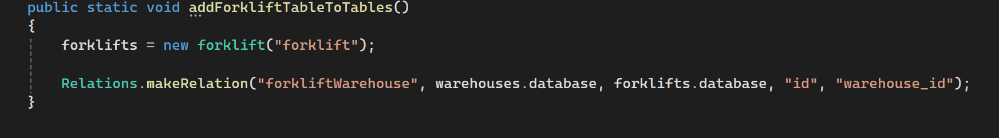 public static void addForkliftTableToTables()
{
forklifts = new forklift("forklift");
Relations.makeRelation("forkliftWarehouse", warehouses.database, forklifts.database, "id", "warehouse_id");
}